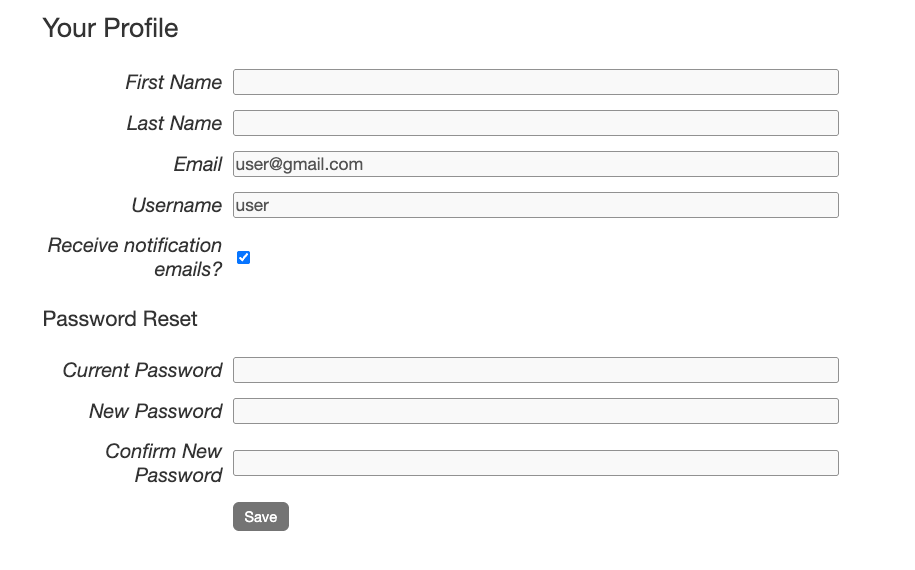 Your Profile
First Name
Last Name
Email user@gmail.com
Username user
Receive notification
emails?
Password Reset
Current Password
New Password
Confirm New
Password
Save